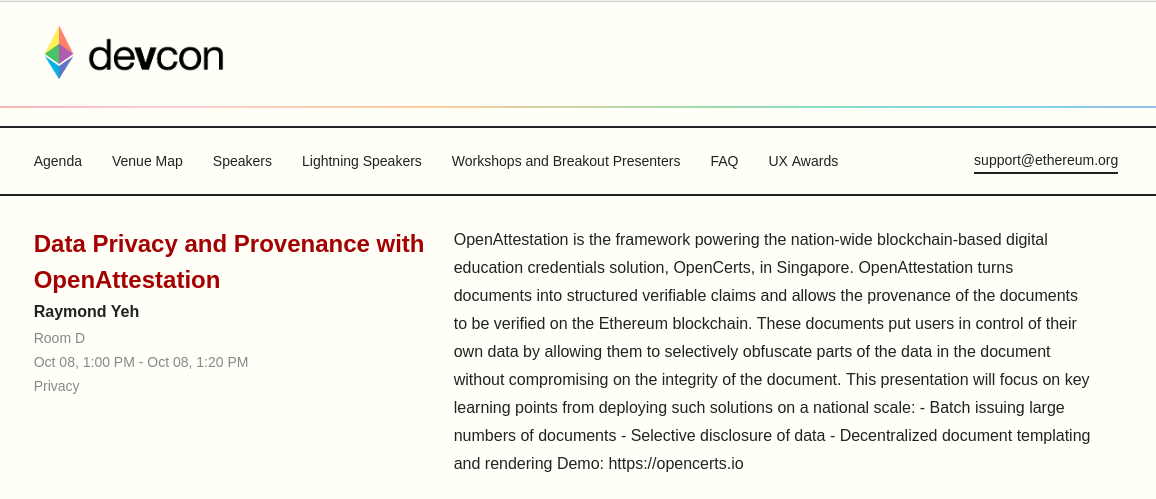 devcon
Agenda Venue Map Speakers Lightning Speakers Workshops and Breakout Presenters FAQ UX Awards support@ethereum.org
Data Privacy and Provenance with
OpenAttestation
Raymond Yeh
Room D
Oct 08, 1:00 PM - Oct 08, 1:20 PM
Privacy
OpenAttestation is the framework powering the nation-wide blockchain-based digital
education credentials solution, OpenCerts, in Singapore. OpenAttestation turns
documents into structured verifiable claims and allows the provenance of the documents
to be verified on the Ethereum blockchain. These documents put users in control of their
own data by allowing them to selectively obfuscate parts of the data in the document
without compromising on the integrity of the document. This presentation will focus on key
learning points from deploying such solutions on a national scale: - Batch issuing large
numbers of documents - Selective disclosure of data - Decentralized document templating
and rendering Demo: https://opencerts.io